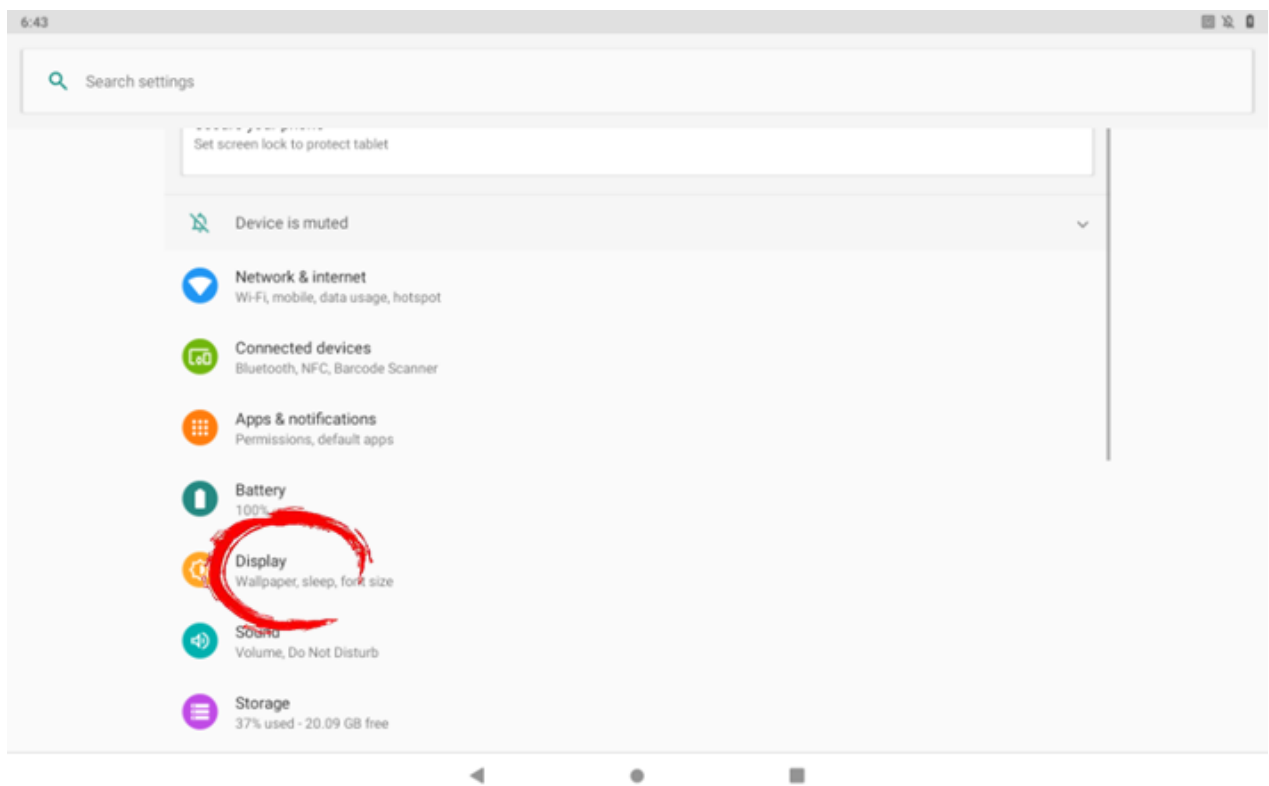 6:43
Search settings
Set screen lock to protect tablet
Device is muted
Network & internet
Wi-Fi, mobile, data usage, hotspot
Connected devices
Bluetooth, NFC, Barcode Scanner
Apps & notifications
Permissions, default apps
Battery
100%
Display
Wallpaper, sleep, font size
Sound
Volume, Do Not Disturb
Storage
37% used - 20.09 GB free